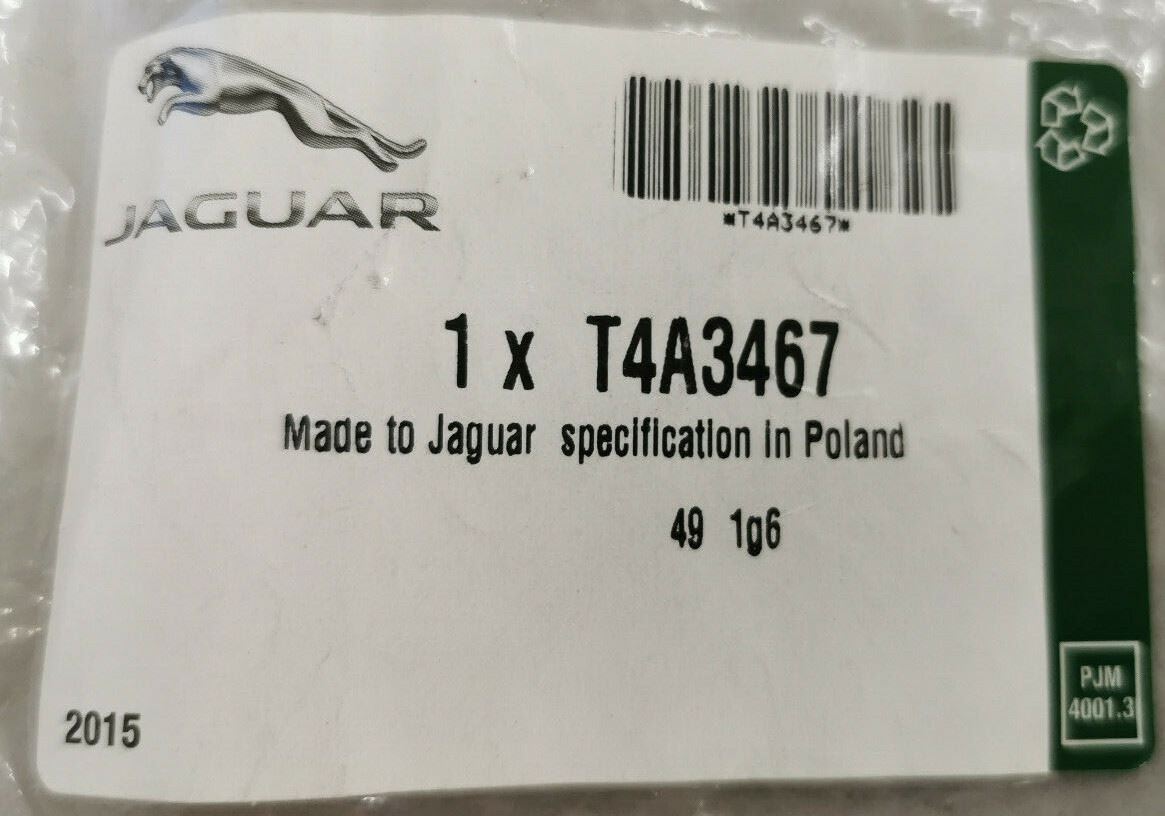 JAGUAR
*T4A3467*
1 x T4A3467
Made to Jaguar specification in Poland
49 1g6
2015
PJM
4001.3